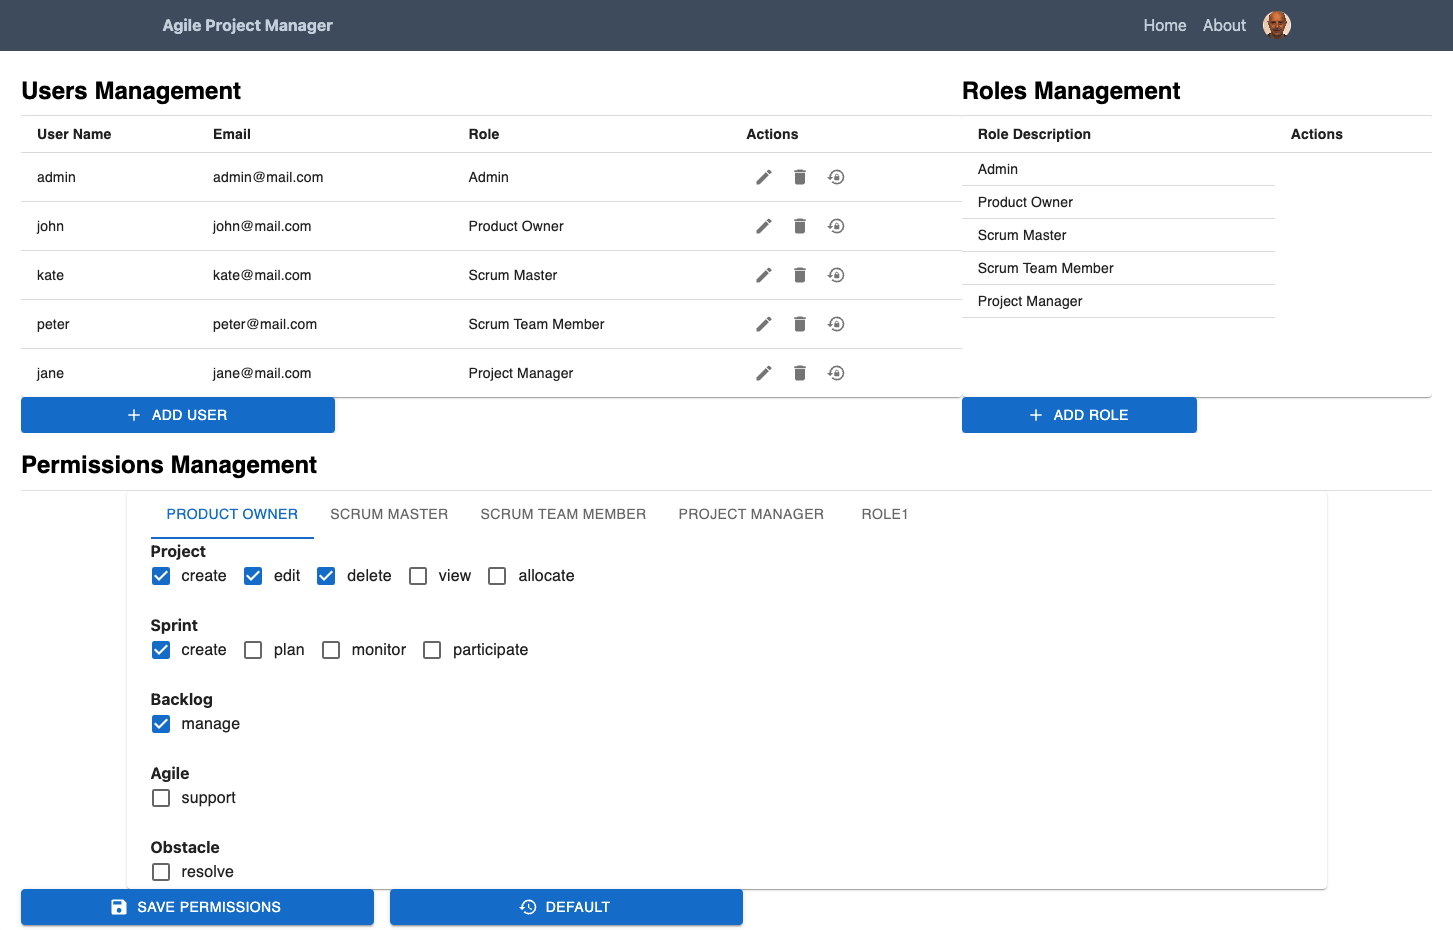 Agile Project Manager
Home About
Users Management
User Name Email Role Actions
admin admin@mail.com Admin
john john@mail.com Product Owner
kate kate@mail.com Scrum Master
peter peter@mail.com Scrum Team Member
jane jane@mail.com Project Manager
ADD USER
Roles Management
Role Description Actions
Admin
Product Owner
Scrum Master
Scrum Team Member
Project Manager
ADD ROLE
Permissions Management
PRODUCT OWNER SCRUM MASTER SCRUM TEAM MEMBER PROJECT MANAGER ROLE1
Project
create edit delete view allocate
Sprint
create plan monitor participate
Backlog
manage
Agile
support
Obstacle
resolve
SAVE PERMISSIONS DEFAULT